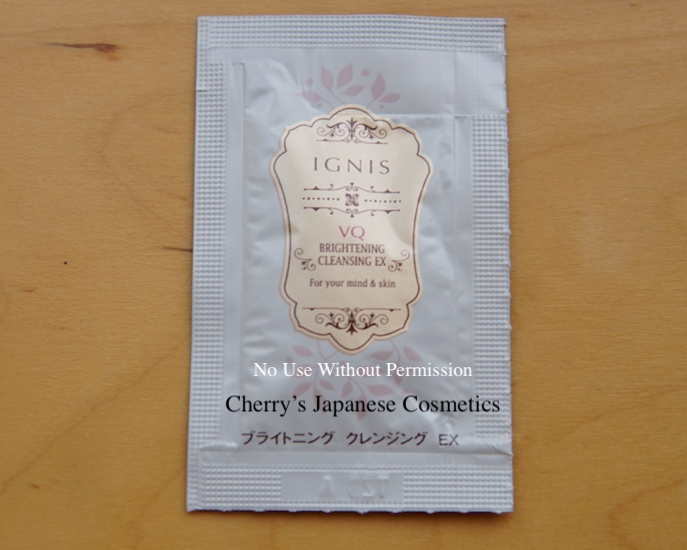 IGNIS
VQ
BRIGHTENING
CLEANSING EX
For your mind & skin
No Use Without Permission
Cherry's Japanese Cosmetics
ブライトニング クレンジング EX